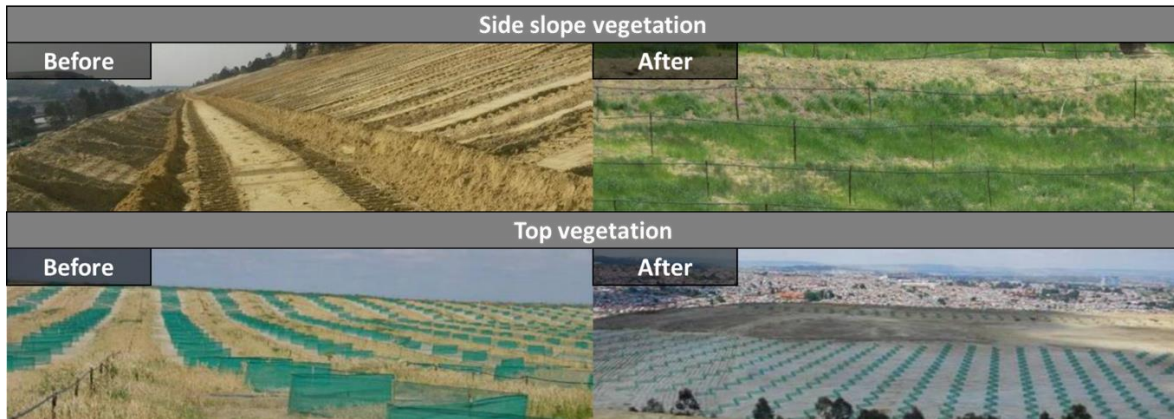 Side slope vegetation
Before
After
Top vegetation
Before
After